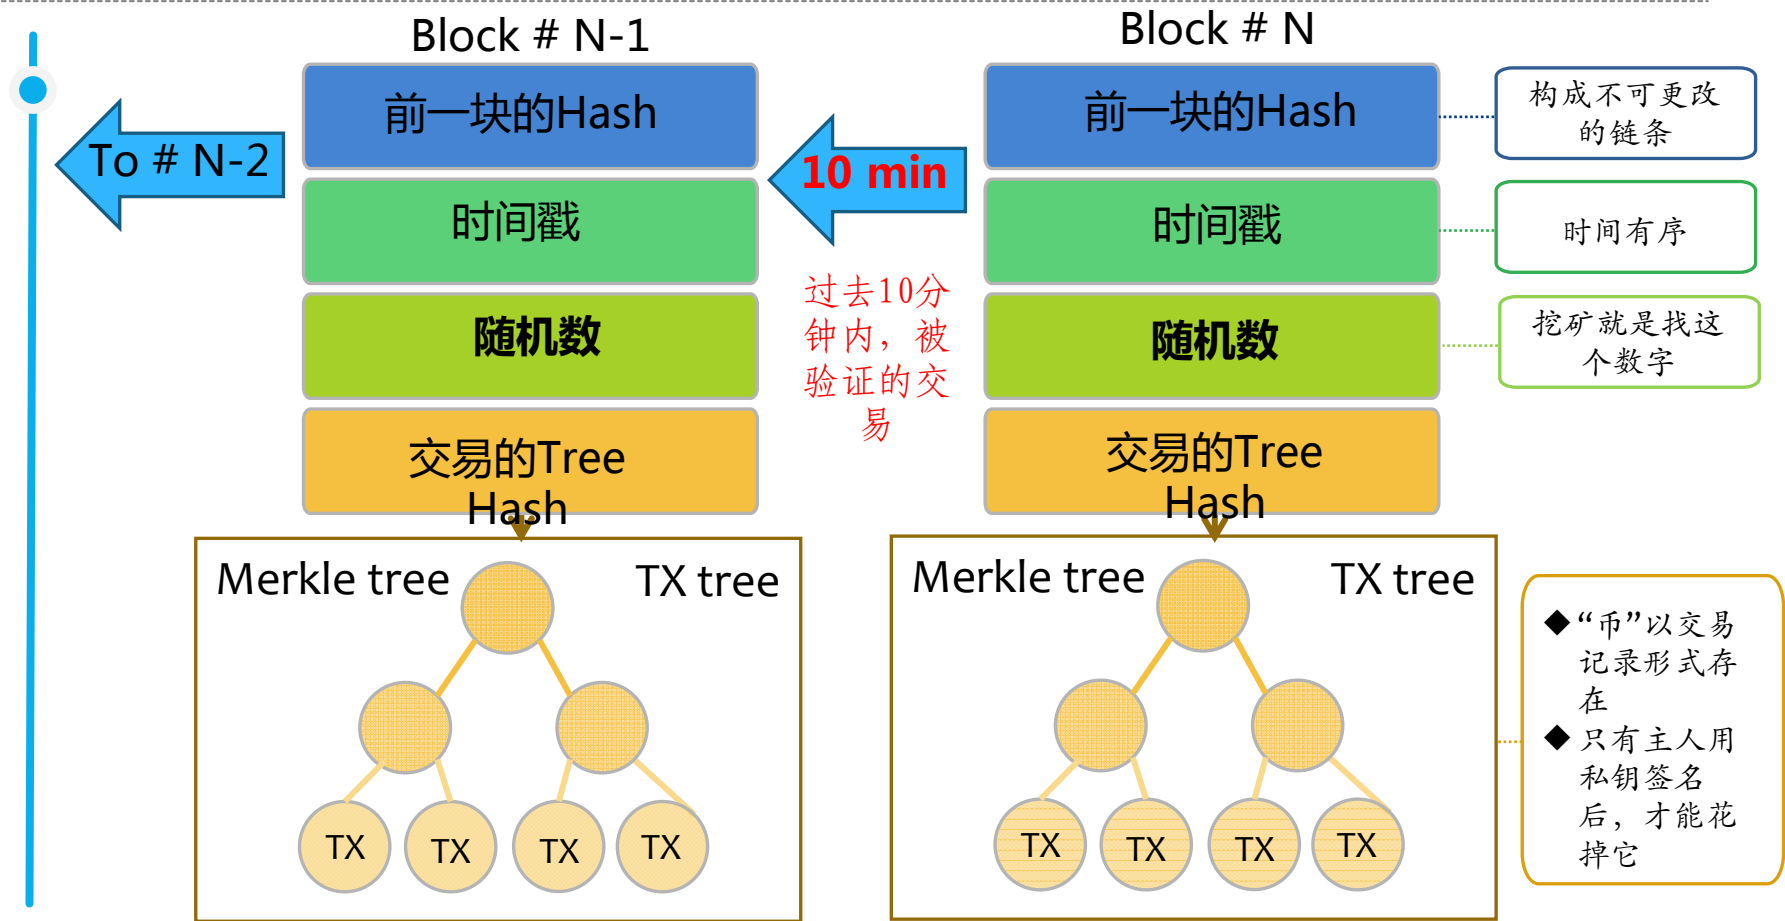 Block # N-1
Block # N
前一块的Hash
前一块的Hash
构成不可更改
的链条
To # N-2
10 min
时间戳
时间戳
时间有序
过去10分
钟内，被
验证的交
易
随机数
随机数
挖矿就是找这
个数字
交易的Tree
Hash
交易的Tree
Hash
Merkle tree
TX tree
TX
TX
TX
TX
Merkle tree
TX tree
TX
TX
TX
TX
◆“币”以交易
记录形式存
在
◆只有主人用
私钥签名
后，才能花
掉它